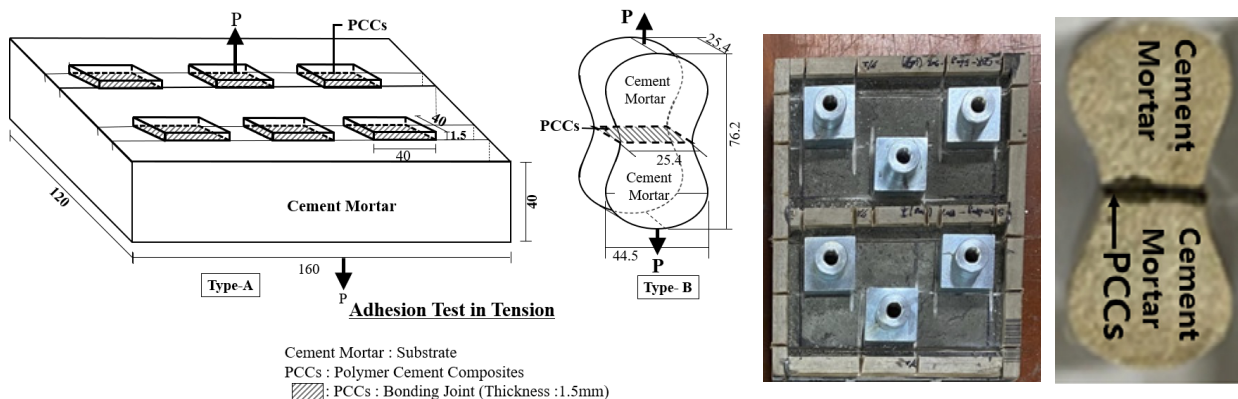 P
PCCs
40
1.5
40
Cement Mortar
40
120
160
P
Type-A
P
25.4
Cement
Mortar
PCCs
25.4
76.2
Cement
Mortar
44.5
P
Type- B
Adhesion Test in Tension
Cement Mortar : Substrate
PCCs : Polymer Cement Composites
: PCCs : Bonding Joint (Thickness :1.5mm)
Cement
Mortar
Cement
Mortar
PCCs